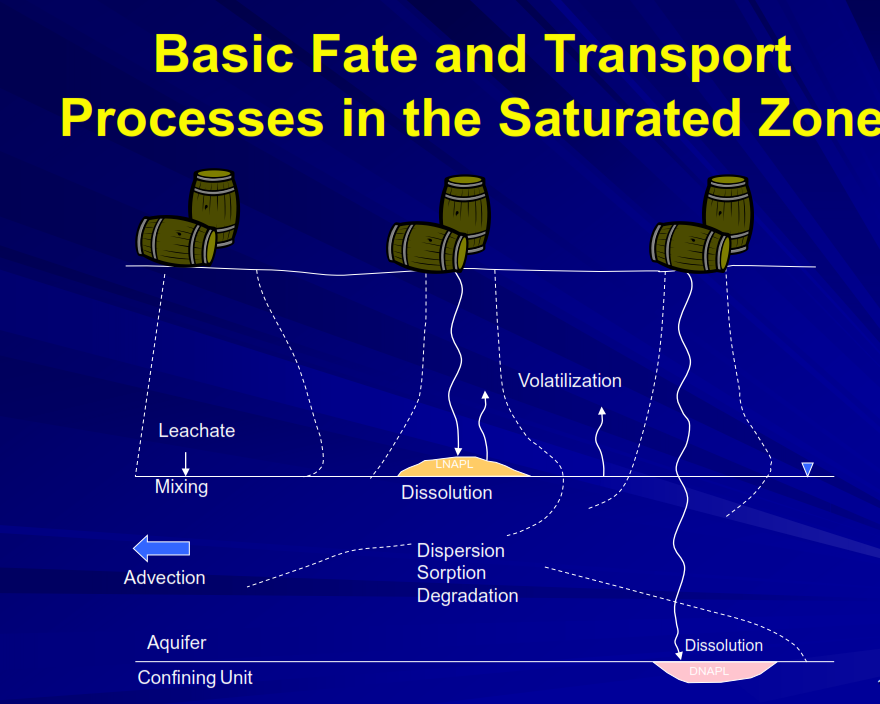 Basic Fate and Transport
Processes in the Saturated Zone
Volatilization
Leachate
LNAPL
Mixing
Dissolution
Dispersion
Advection
Sorption
Degradation
Aquifer
Dissolution
DNAPL
Confining Unit